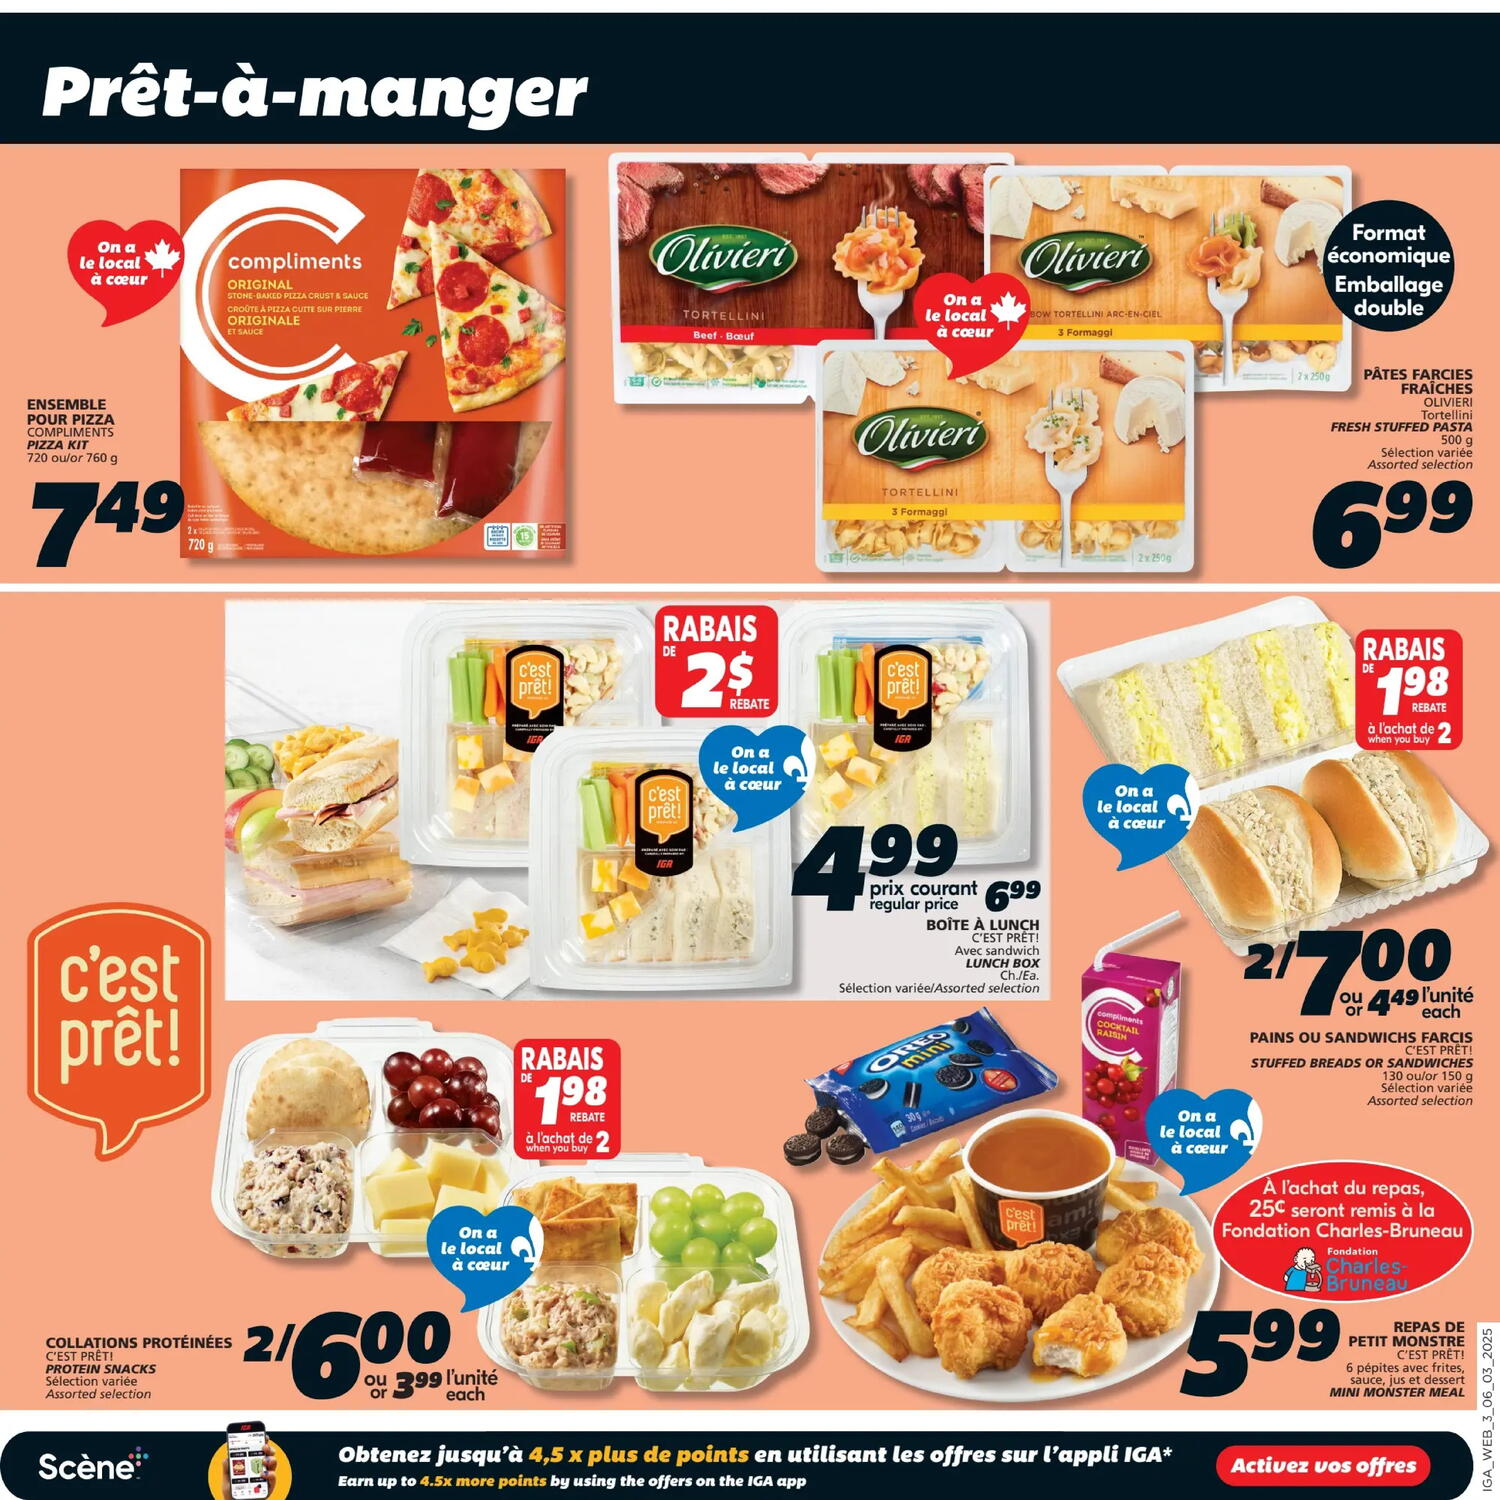 Prêt-à-manger
On a
le local
à cœur
compliments
ORIGINAL
STONE-BAKED PIZZA CRUST & SAUCE
CROÛTE À PIZZA CUITE SUR PIERRE
ORIGINALE
ET SAUCE
720 g
ENSEMBLE
POUR PIZZA
COMPLIMENTS
PIZZA KIT
720 ou/or 760 g
7 49
Olivieri
TORTELLINI
Beef - Bœuf
Olivieri
BOW TORTELLINI ARC-EN-CIEL
3 Formaggi
2 x 250g
On a
le local
à cœur
Olivieri
TORTELLINI
3 Formaggi
2 x 250g
Format
économique
Emballage
double
PÂTES FARCIES
FRAÎCHES
OLIVIERI
Tortellini
FRESH STUFFED PASTA
500 g
Sélection variée
Assorted selection
6 99
c'est
prêt!
IGA
c'est
prêt!
IGA
c'est
prêt!
IGA
RABAIS
DE
2$
REBATE
On a
le local
à cœur
4 99
prix courant
regular price
6 99
BOÎTE À LUNCH
C'EST PRÊT!
Avec sandwich
LUNCH BOX
Ch./Ea.
Sélection variée/Assorted selection
RABAIS
DE
1 98
REBATE
à l'achat de
when you buy 2
On a
le local
à cœur
2/7 00
ou
or
4 49
l'unité
each
PAINS OU SANDWICHS FARCIS
C'EST PRÊT!
STUFFED BREADS OR SANDWICHES
130 ou/or 150 g
Sélection variée
Assorted selection
c'est
prêt!
RABAIS
DE
1 98
REBATE
à l'achat de
when you buy 2
On a
le local
à cœur
COLLATIONS PROTÉINÉES
C'EST PRÊT!
PROTEIN SNACKS
Sélection variée
Assorted selection
2/6 00
ou
or
3 99
l'unité
each
OREO
mini
30 g
compliments
COCKTAIL
RAISIN
c'est
prêt!
On a
le local
à cœur
À l'achat du repas,
25¢ seront remis à la
Fondation Charles-Bruneau
Fondation
Charles-
Bruneau
5 99
REPAS DE
PETIT MONSTRE
C'EST PRÊT!
6 pépites avec frites,
sauce, jus et dessert
MINI MONSTER MEAL
IGA_WEB_3_06_03_2025
Scène
IGA
Obtenez jusqu'à 4,5 x plus de points en utilisant les offres sur l'appli IGA*
Earn up to 4.5x more points by using the offers on the IGA app
Activez vos offres